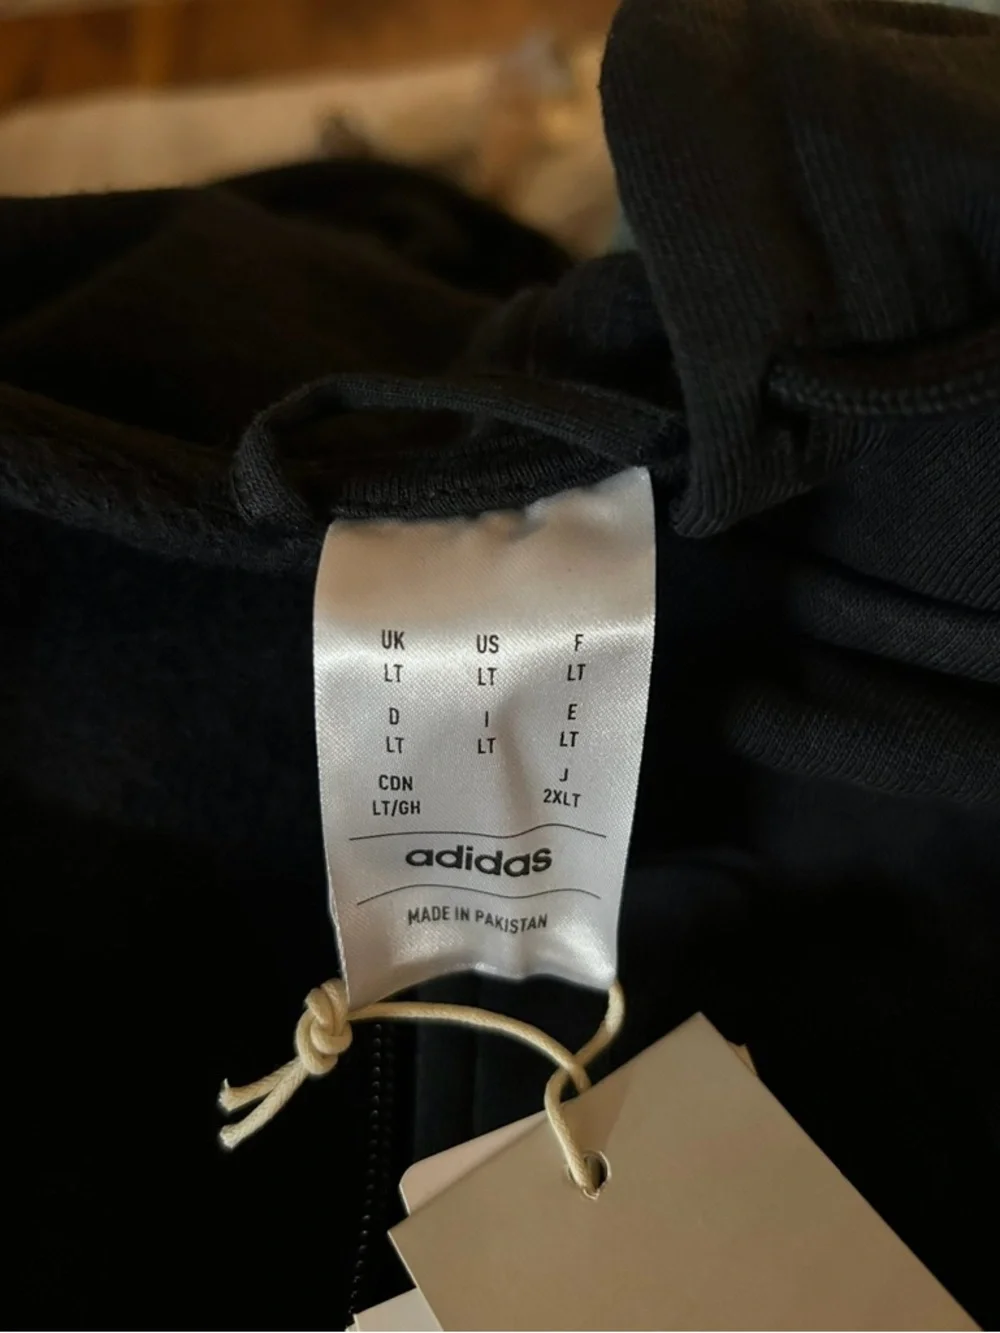 UK US F
LT LT LT
D I E
LT LT LT
CDN J
LT/GH 2XLT
adidas
MADE IN PAKISTAN